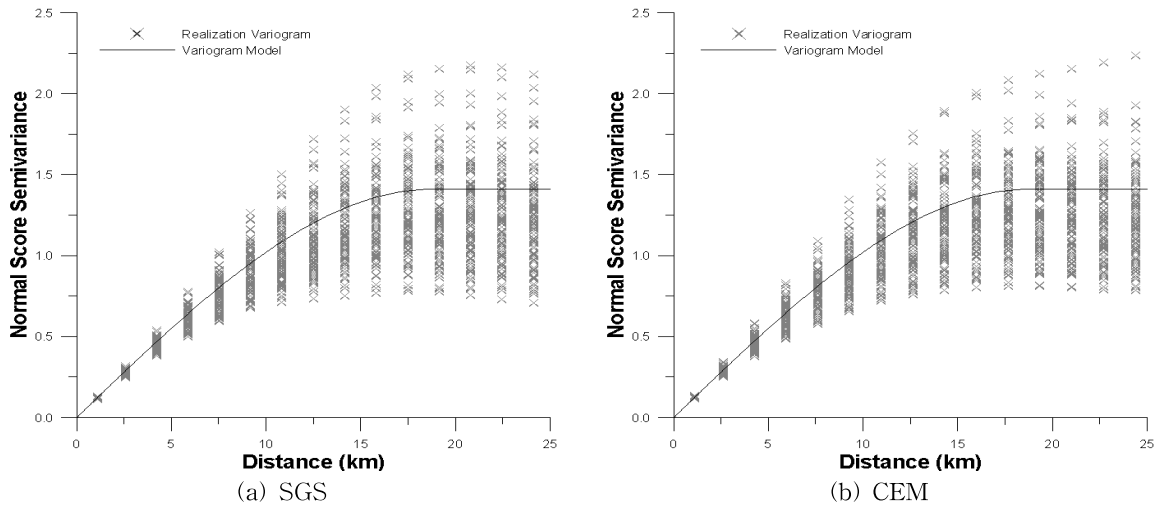 2.5
2.0
1.5
1.0
0.5
0.0
Normal Score Semivariance
Realization Variogram
Variogram Model
0 5 10 15 20 25
Distance (km)
(a) SGS
2.5
2.0
1.5
1.0
0.5
0.0
Normal Score Semivariance
Realization Variogram
Variogram Model
0 5 10 15 20 25
Distance (km)
(b) CEM